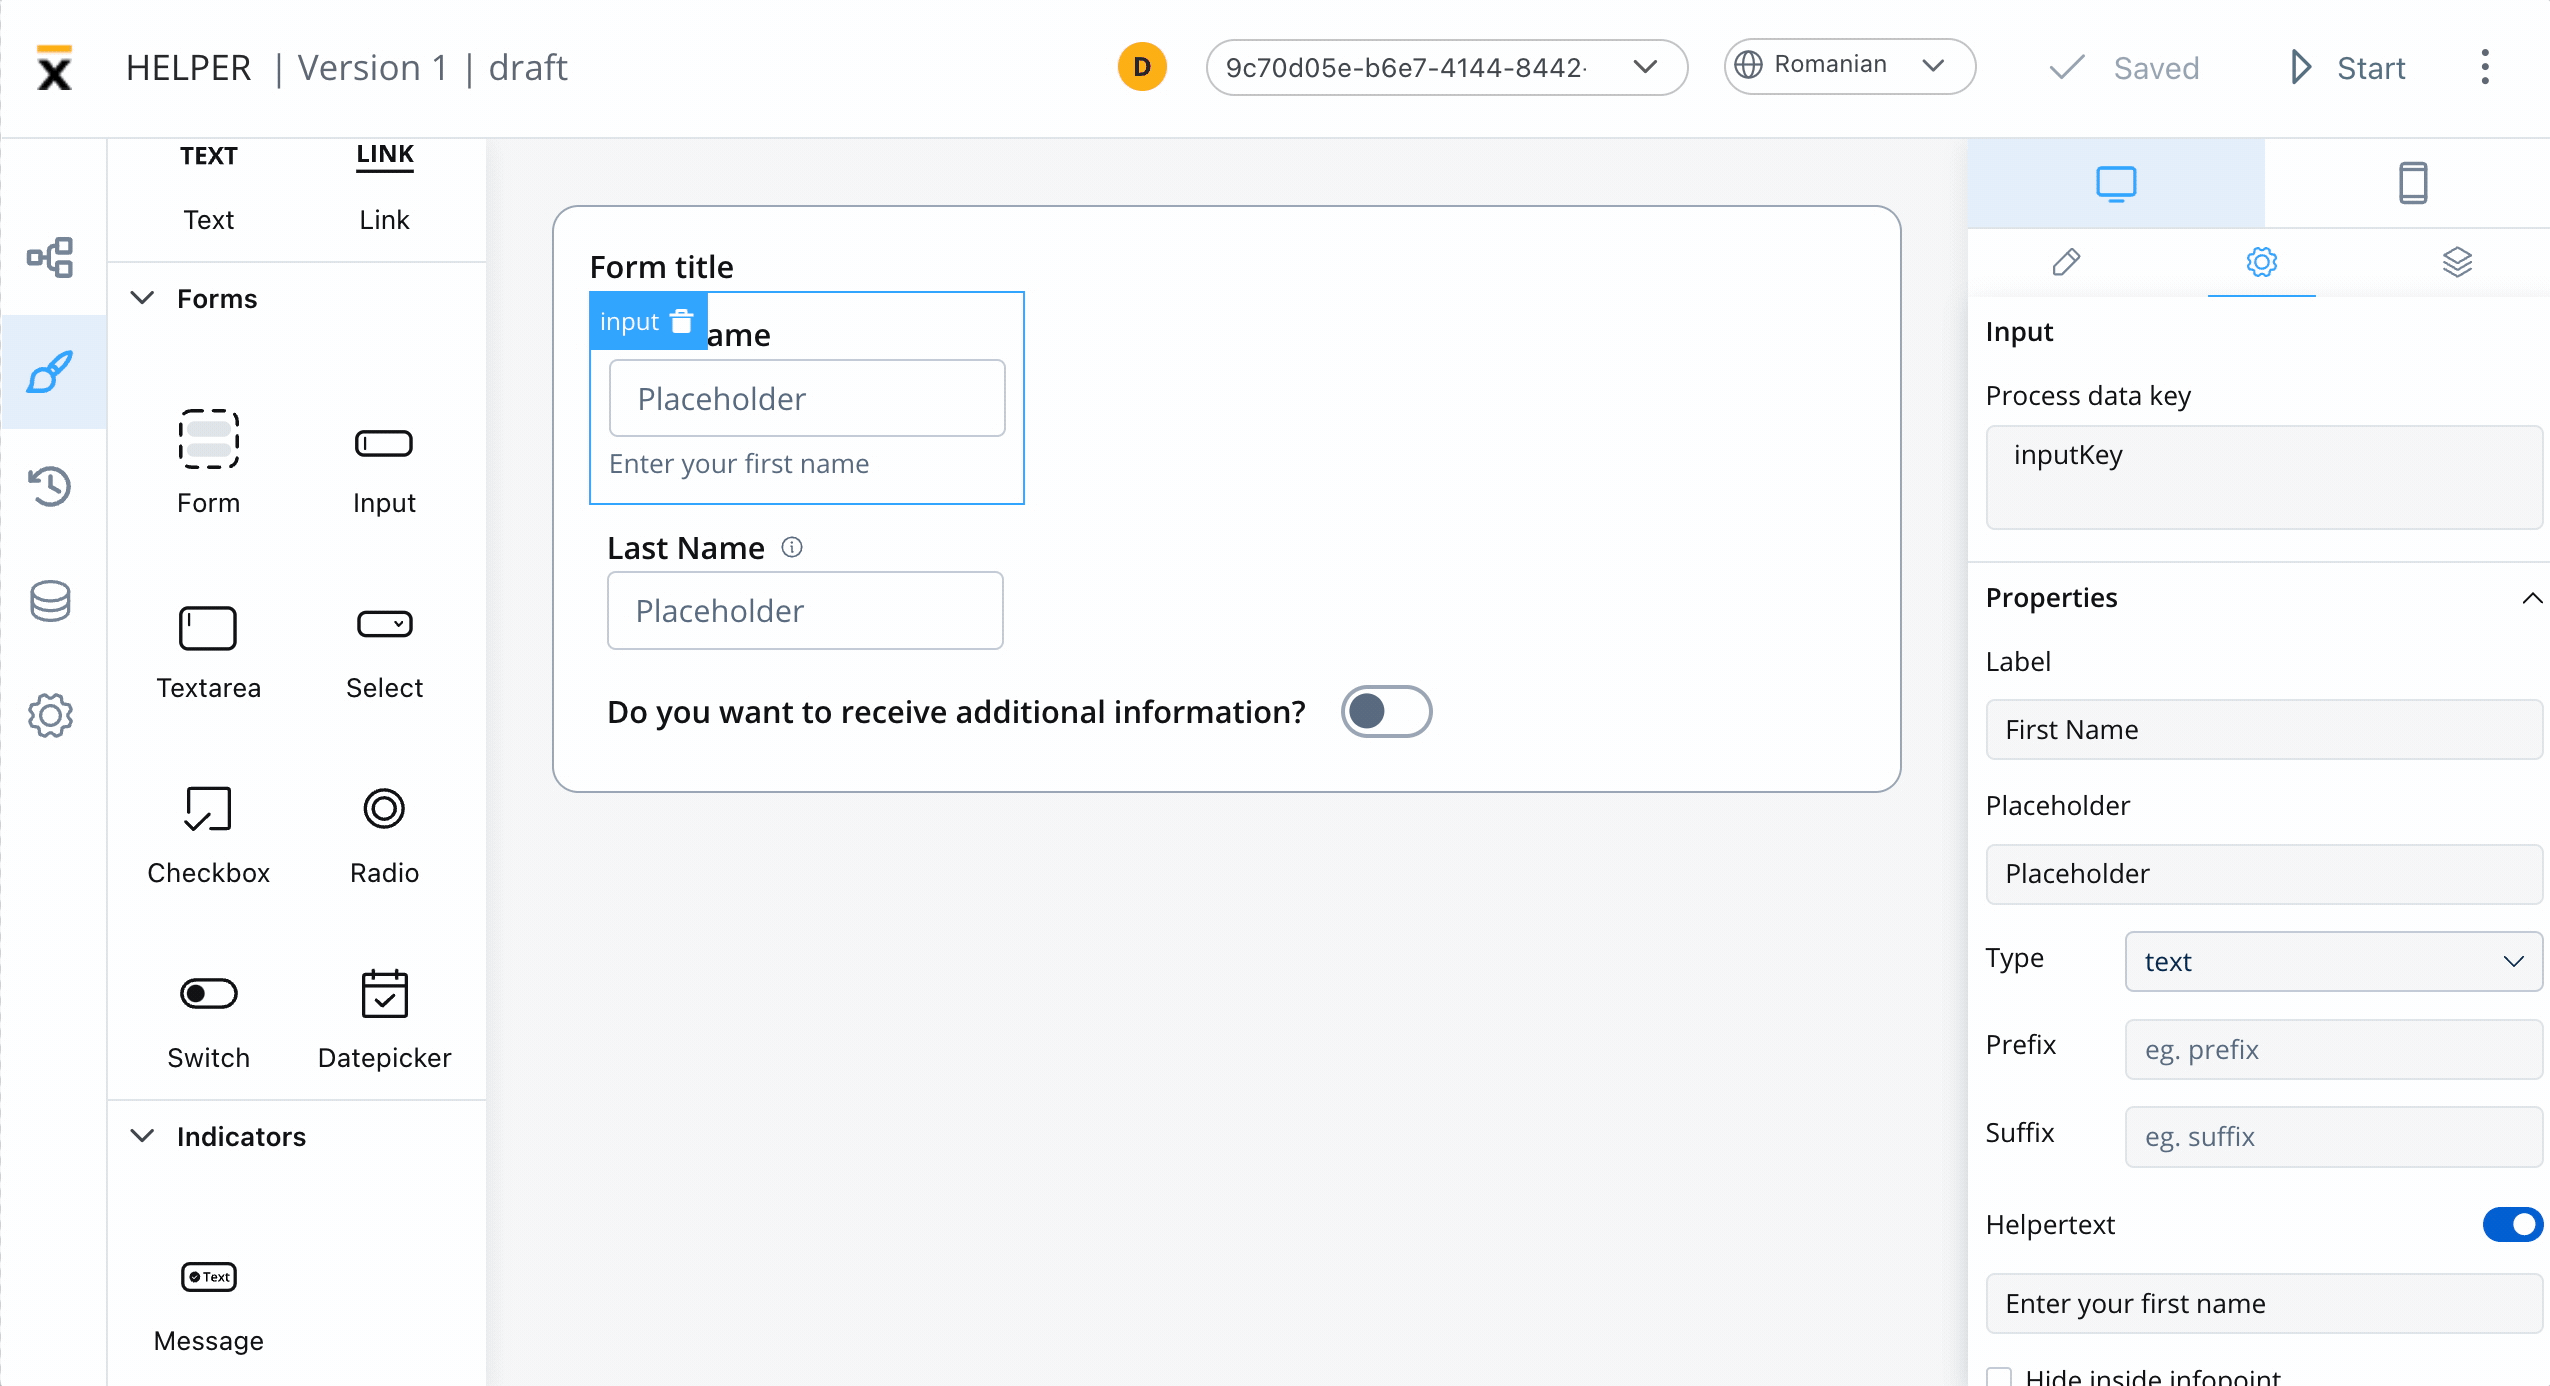 HELPER | Version 1 | draft
D
9c70d05e-b6e7-4144-8442-
Romanian
Saved
Start
TEXT LINK
Text Link
Forms
Form Input
Textarea Select
Checkbox Radio
Switch Datepicker
Indicators
Text
Message
Form title
input
ame
Placeholder
Enter your first name
Last Name
Placeholder
Do you want to receive additional information?
Input
Process data key
inputKey
Properties
Label
First Name
Placeholder
Placeholder
Type text
Prefix eg. prefix
Suffix eg. suffix
Helpertext
Enter your first name
Hide inside infopoint